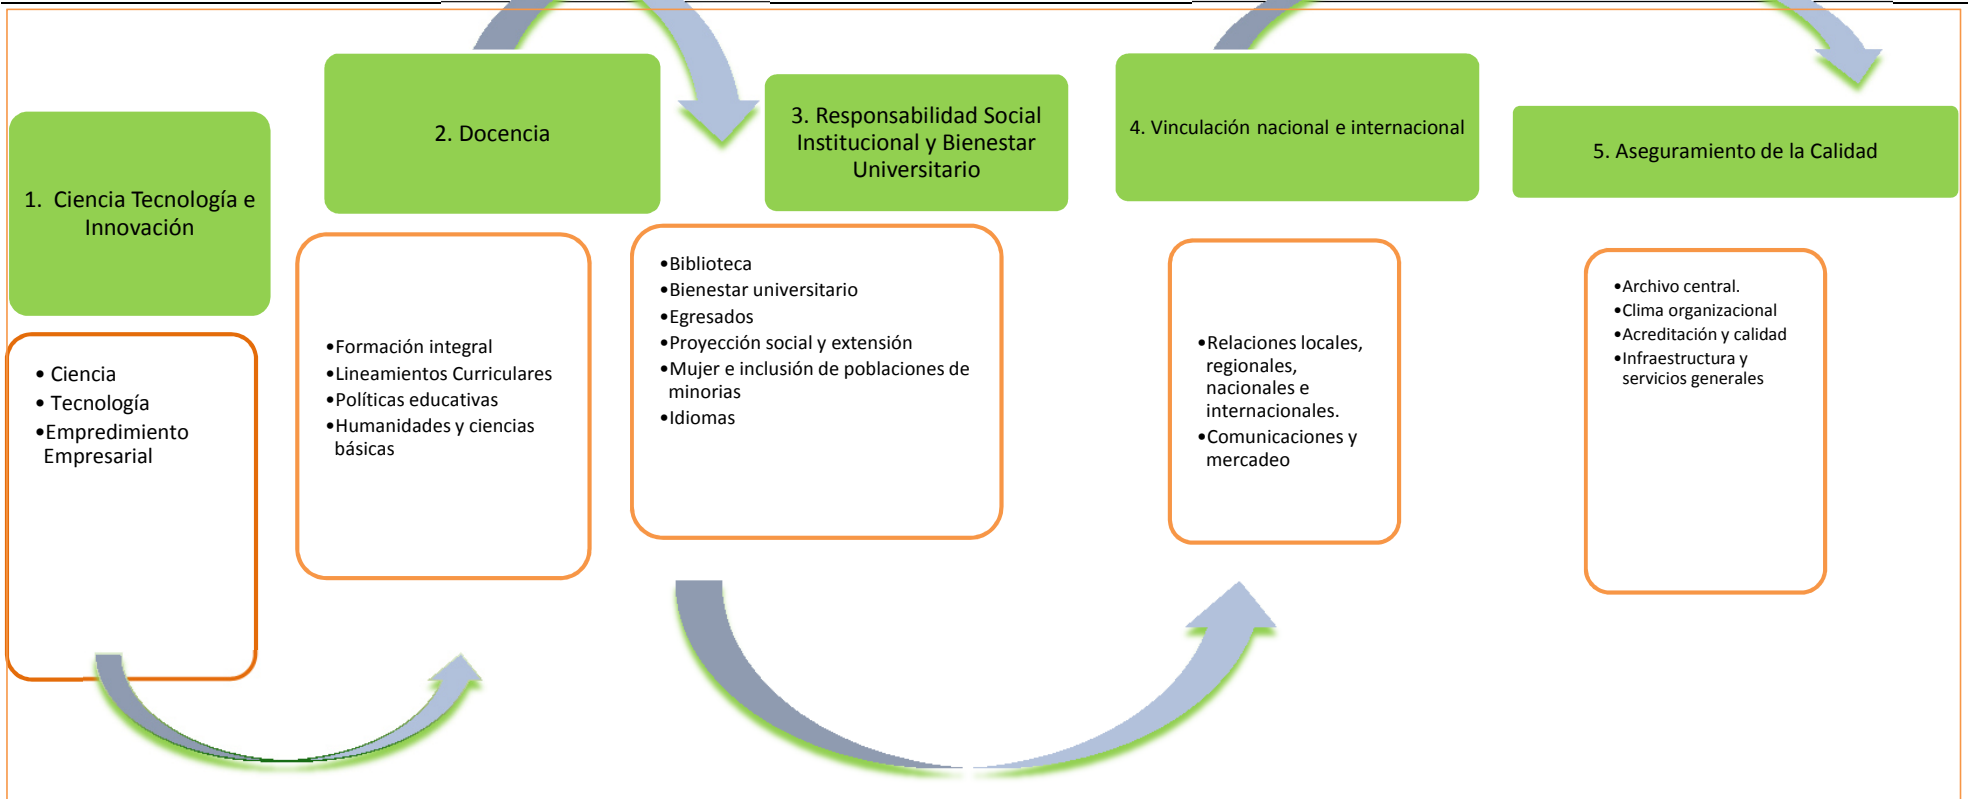 1.  Ciencia Tecnología e
Innovación
• Ciencia
• Tecnología
•Empredimiento
Empresarial
2. Docencia
•Formación integral
•Lineamientos Curriculares
•Políticas educativas
•Humanidades y ciencias
básicas
3. Responsabilidad Social
Institucional y Bienestar
Universitario
•Biblioteca
•Bienestar universitario
•Egresados
•Proyección social y extensión
•Mujer e inclusión de poblaciones de
minorias
•Idiomas
4. Vinculación nacional e internacional
•Relaciones locales,
regionales,
nacionales e
internacionales.
•Comunicaciones y
mercadeo
5. Aseguramiento de la Calidad
•Archivo central.
•Clima organizacional
•Acreditación y calidad
•Infraestructura y
servicios generales